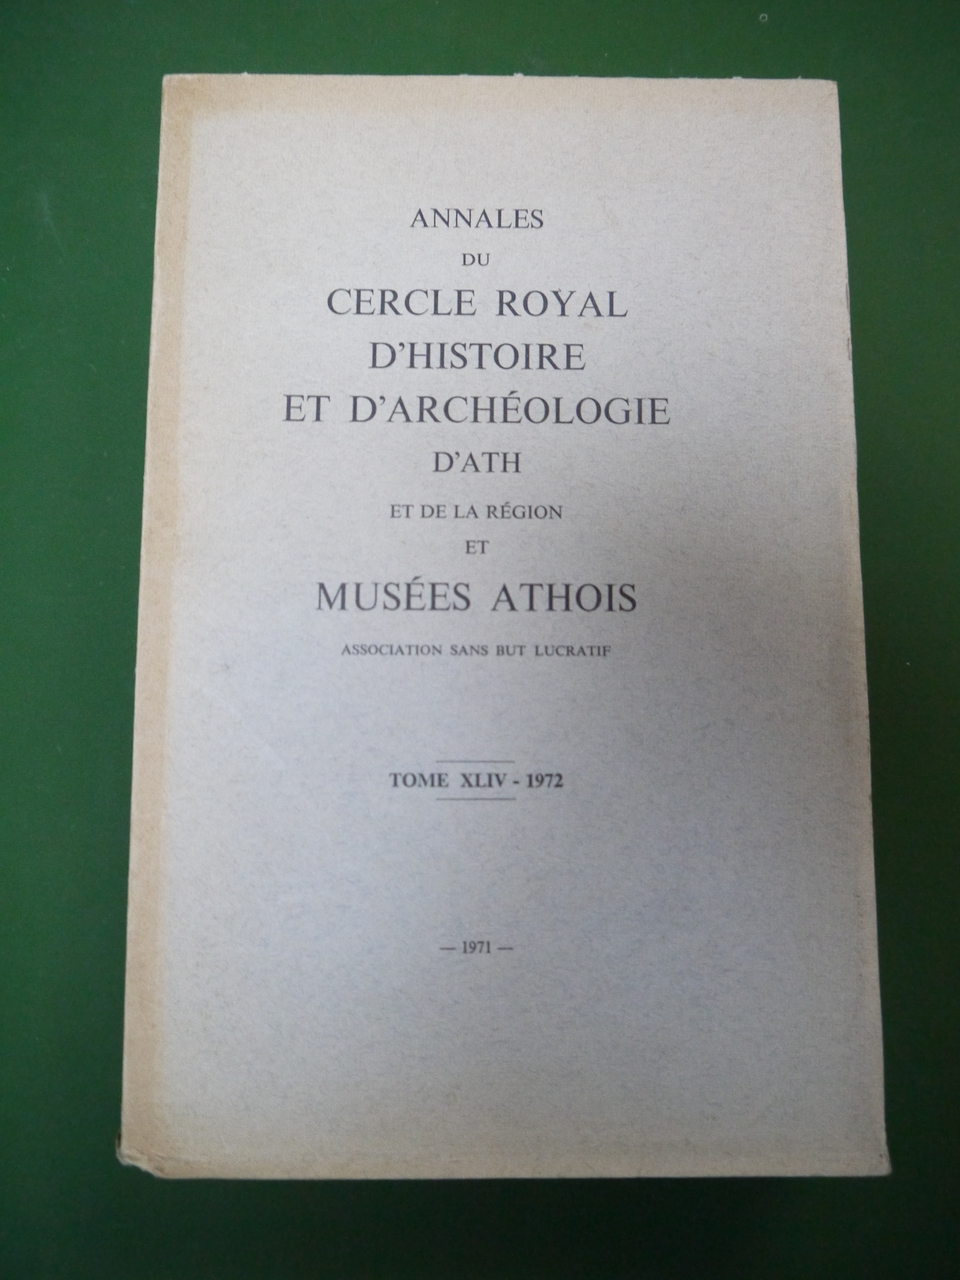 ANNALES
DU
CERCLE ROYAL
D'HISTOIRE
ET D'ARCHÉOLOGIE
D'ATH
ET DE LA RÉGION
ET
MUSÉES ATHOIS
ASSOCIATION SANS BUT LUCRATIF
TOME XLIV - 1972
— 1971 —